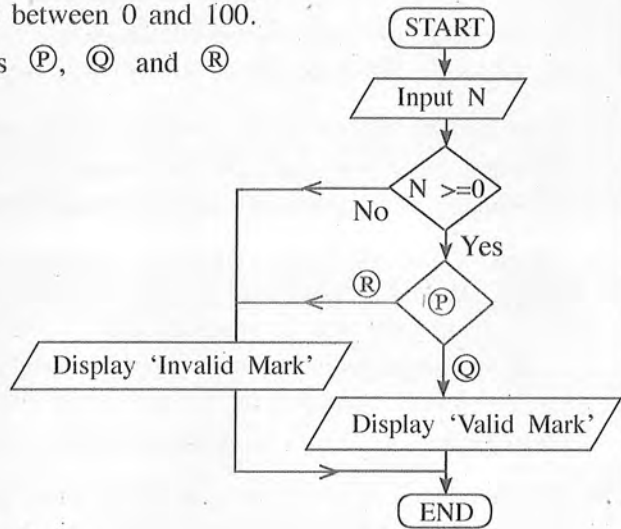 between 0 and 100.
s Ⓟ, Ⓠ and Ⓡ
START
Input N
N >=0
No
Yes
Ⓡ
Ⓟ
Ⓠ
Display ‘Invalid Mark’
Display ‘Valid Mark’
END